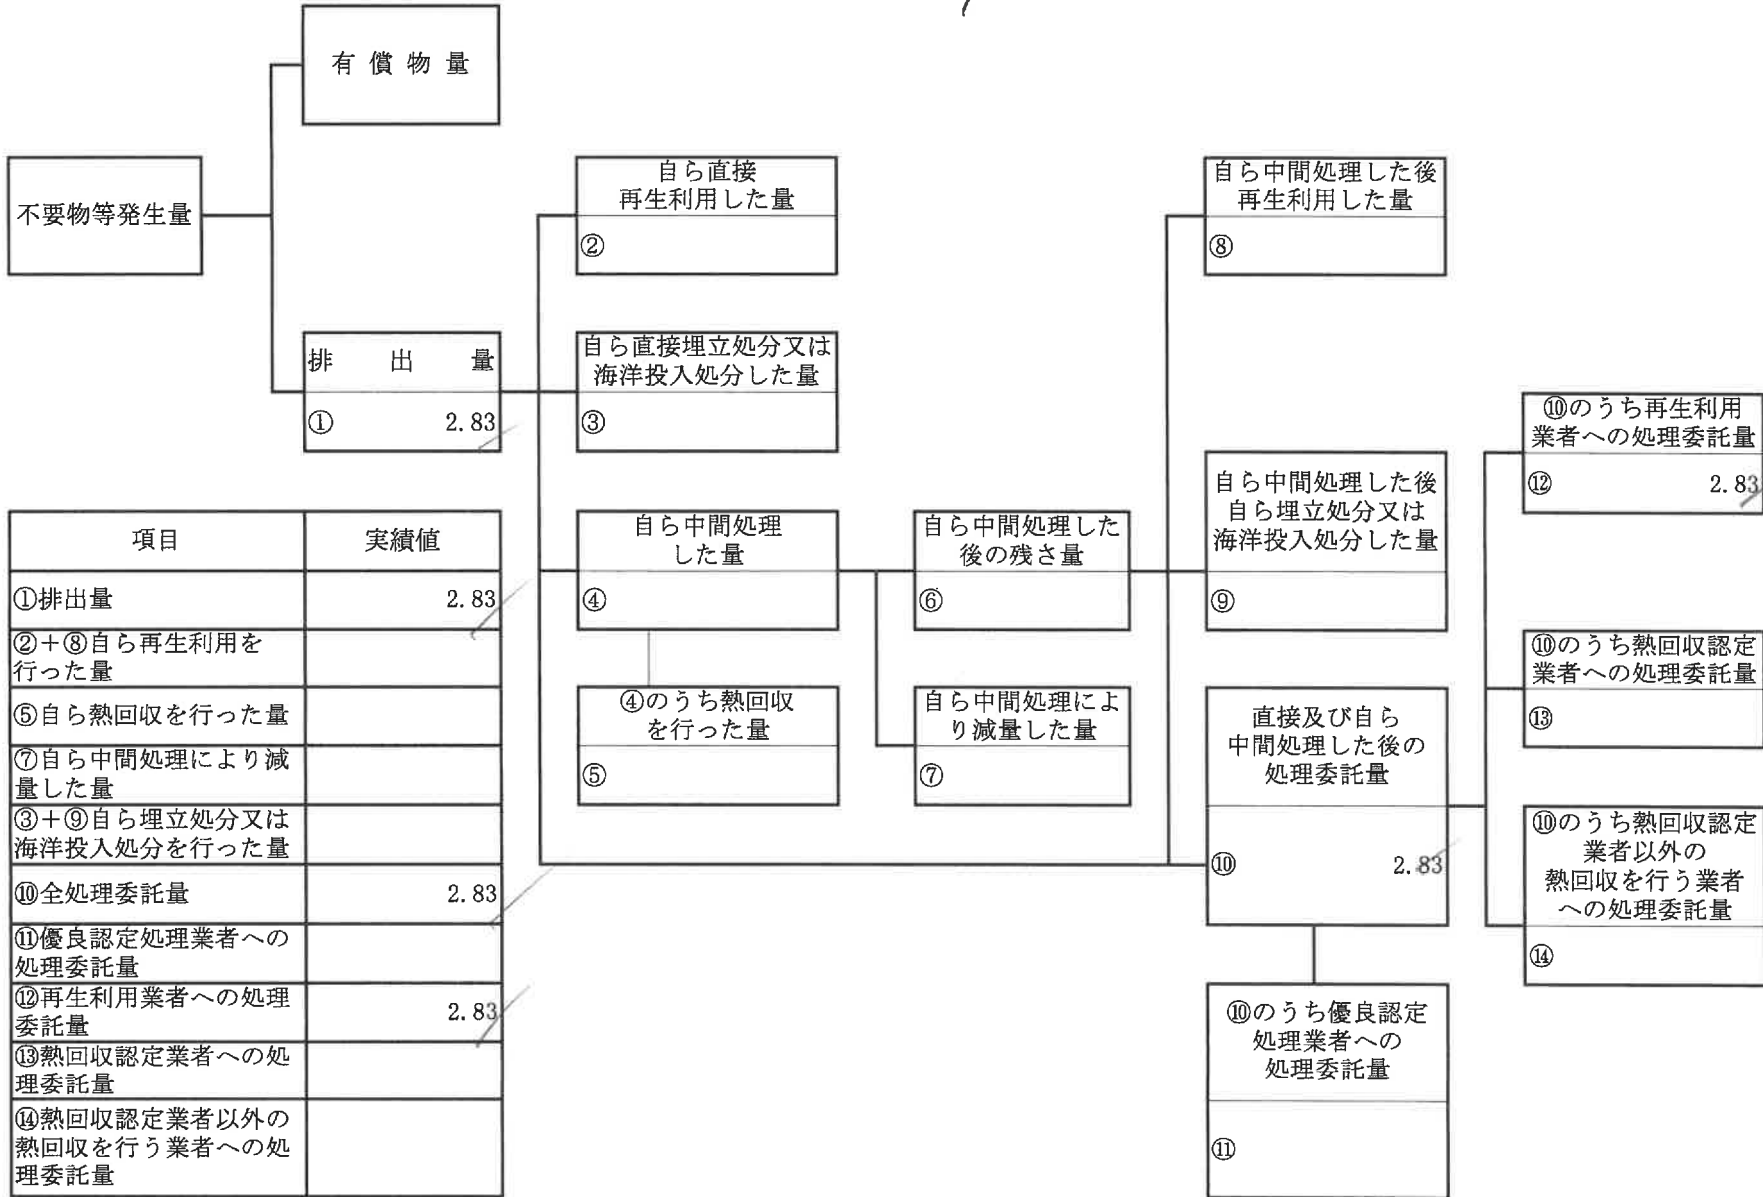 有償物量
不要物等発生量
排出量
① 2.83
自ら直接
再生利用した量
②
自ら直接埋立処分又は
海洋投入処分した量
③
自ら中間処理
した量
④
④のうち熱回収
を行った量
⑤
自ら中間処理した
後の残さ量
⑥
自ら中間処理によ
り減量した量
⑦
自ら中間処理した後
再生利用した量
⑧
自ら中間処理した後
自ら埋立処分又は
海洋投入処分した量
⑨
直接及び自ら
中間処理した後の
処理委託量
⑩ 2.83
⑩のうち優良認定
処理業者への
処理委託量
⑪
⑩のうち再生利用
業者への処理委託量
⑫ 2.83
⑩のうち熱回収認定
業者への処理委託量
⑬
⑩のうち熱回収認定
業者以外の
熱回収を行う業者
への処理委託量
⑭
項目 実績値
①排出量 2.83
②+⑧自ら再生利用を
行った量
⑤自ら熱回収を行った量
⑦自ら中間処理により減
量した量
③+⑨自ら埋立処分又は
海洋投入処分を行った量
⑩全処理委託量 2.83
⑪優良認定処理業者への
処理委託量
⑫再生利用業者への処理
委託量 2.83
⑬熱回収認定業者への処
理委託量
⑭熱回収認定業者以外の
熱回収を行う業者への処
理委託量